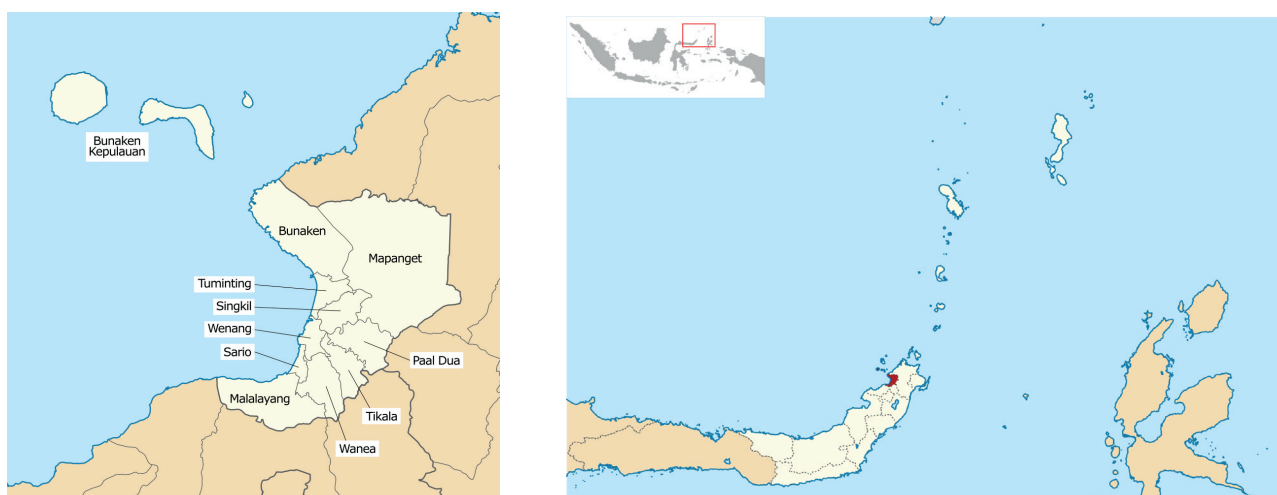 Bunaken
Kepulauan
Bunaken
Mapanget
Tuminting
Singkil
Wenang
Sario
Paal Dua
Malalayang
Tikala
Wanea